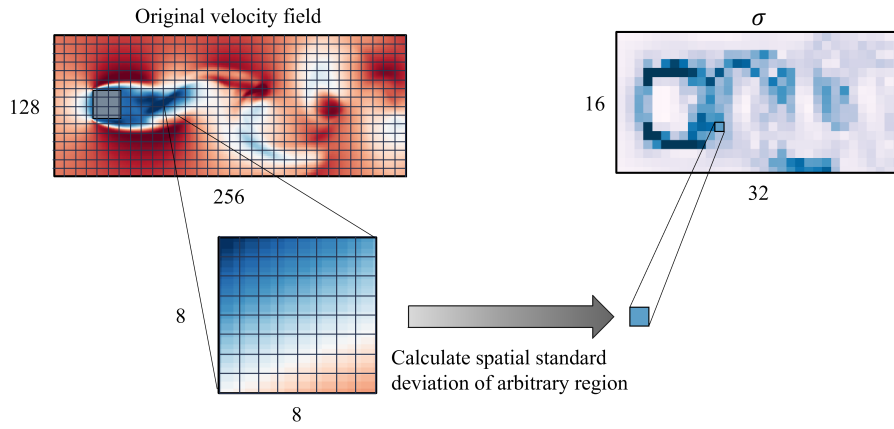 Original velocity field
σ
128
16
256
32
8
Calculate spatial standard
deviation of arbitrary region
8